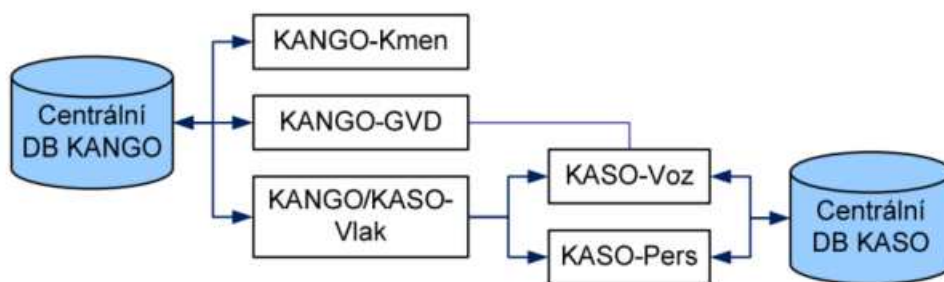 KANGO-Kmen
Centrální
DB KANGO
KANGO-GVD
KASO-Voz
KANGO/KASO-
Vlak
Centrální
DB KASO
KASO-Pers